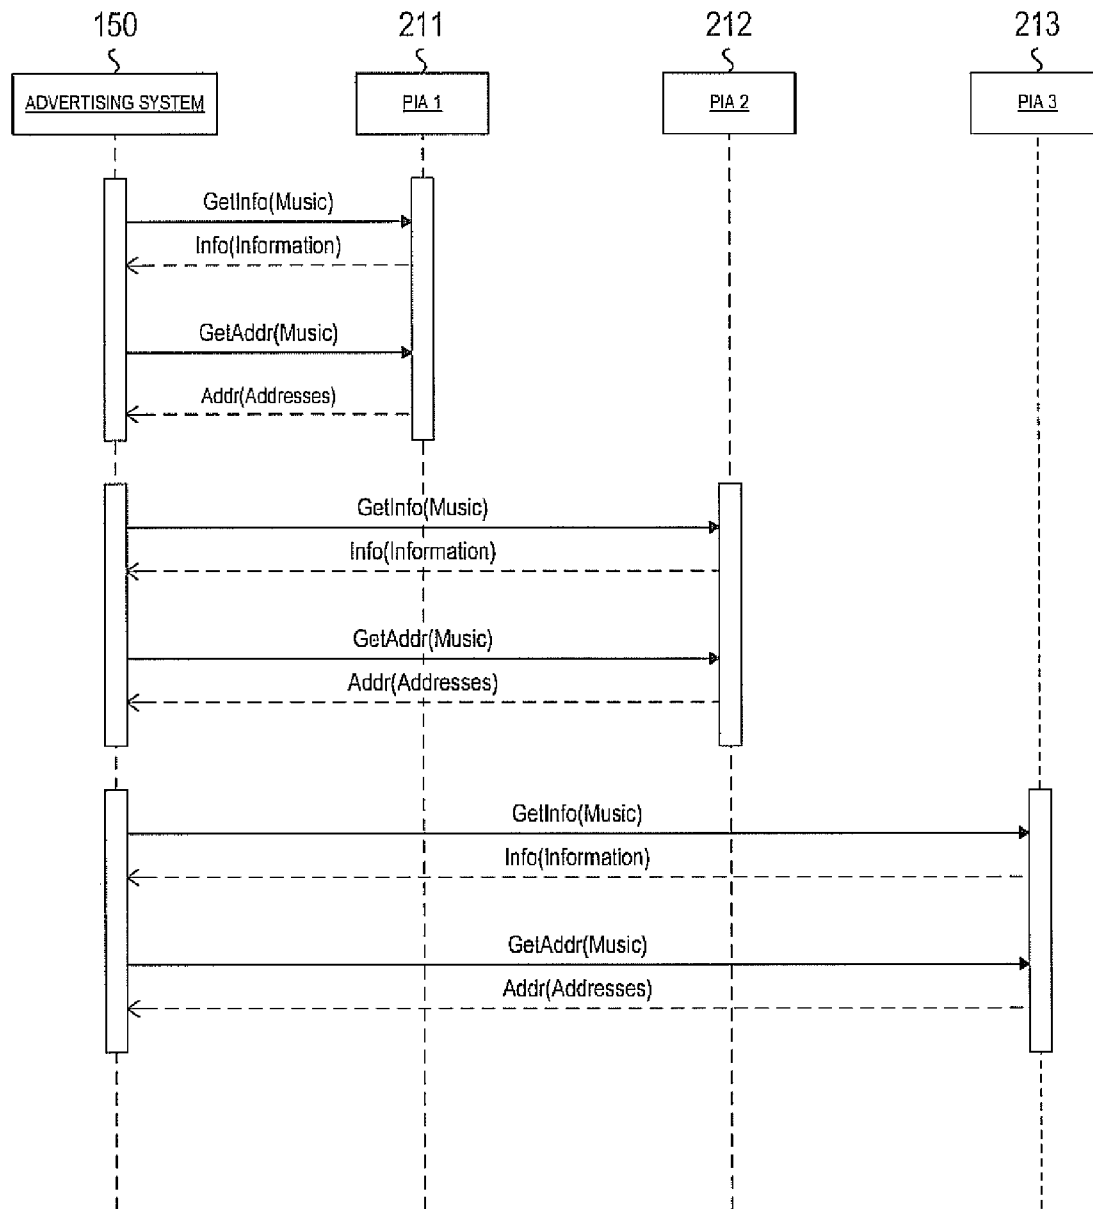 150 211 212 213
ADVERTISING SYSTEM PIA 1 PIA 2 PIA 3
GetInfo(Music)
Info(Information)
GetAddr(Music)
Addr(Addresses)
GetInfo(Music)
Info(Information)
GetAddr(Music)
Addr(Addresses)
GetInfo(Music)
Info(Information)
GetAddr(Music)
Addr(Addresses)